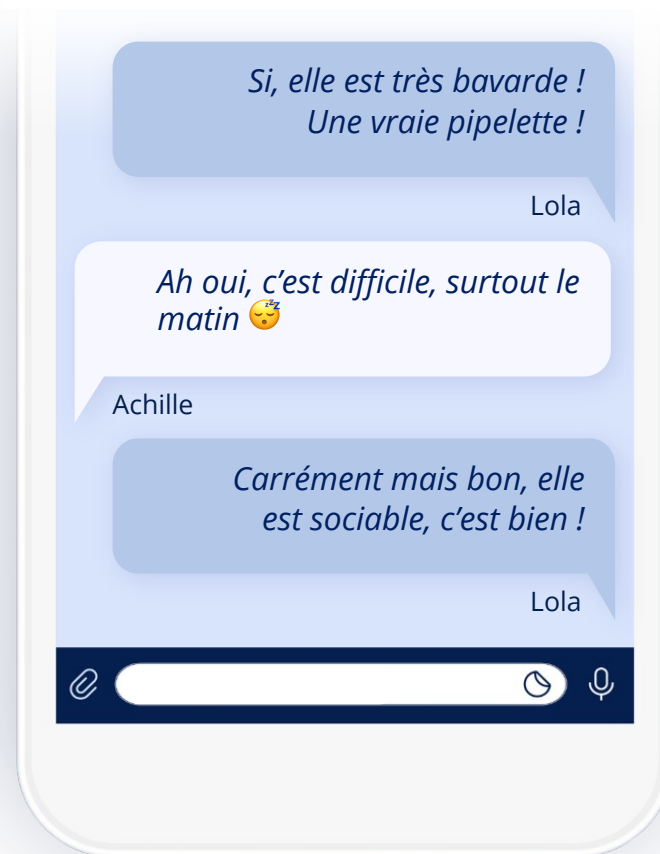 Si, elle est très bavarde !
Une vraie pipelette !
Lola
Ah oui, c’est difficile, surtout le
matin 😴
Achille
Carrément mais bon, elle
est sociable, c’est bien !
Lola